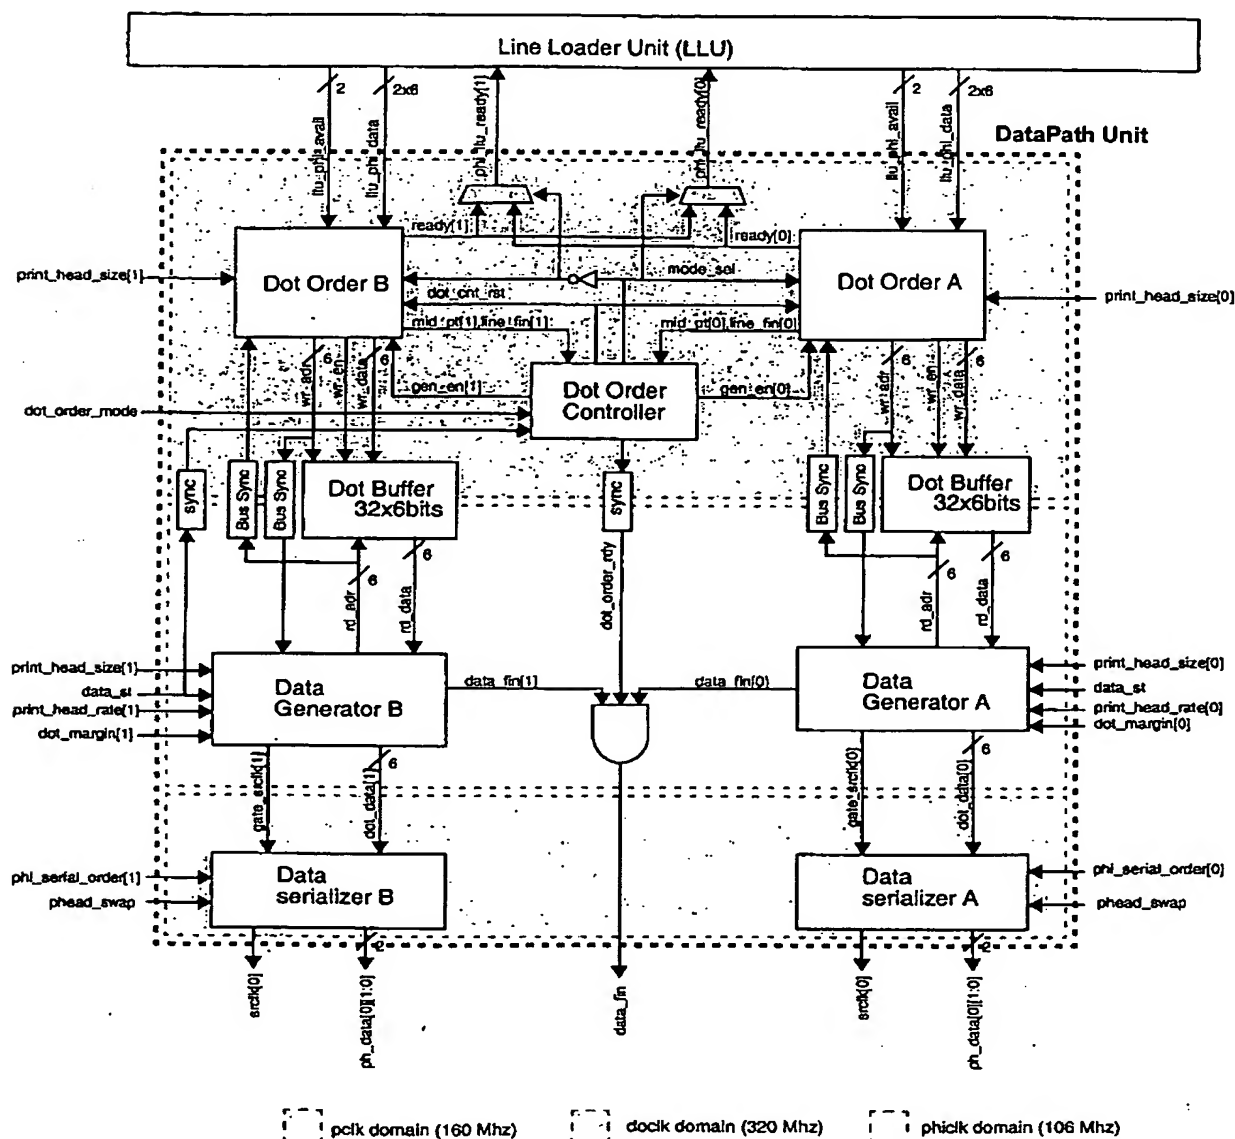 Line Loader Unit (LLU)
2
2x6
phi_llu_ready[1]
phi_llu_ready[0]
2
2x6
llu_phi_avail
llu_phi_data
llu_phi_avail
llu_phi_data
DataPath Unit
ready[1]
ready[0]
print_head_size[1]
Dot Order B
mode_sel
Dot Order A
print_head_size[0]
dot_cnt_rst
mid_pt[1],line_fin[1]
mid_pt[0],line_fin[0]
6
wr_adr
wr_en
wr_data
6
gen_en[1]
Dot Order
Controller
gen_en[0]
6
wr_adr
wr_en
wr_data
6
dot_order_mode
sync
Bus Sync
Bus Sync
Dot Buffer
32x6bits
sync
Bus Sync
Bus Sync
Dot Buffer
32x6bits
6
rd_adr
6
rd_data
dot_order_rdy
6
rd_adr
6
rd_data
print_head_size[1]
data_st
print_head_rate[1]
dot_margin[1]
Data
Generator B
data_fin[1]
data_fin[0]
Data
Generator A
print_head_size[0]
data_st
print_head_rate[0]
dot_margin[0]
gate_srclk[1]
6
dot_data[1]
gate_srclk[0]
6
dot_data[0]
phi_serial_order[1]
phead_swap
Data
serializer B
Data
serializer A
phi_serial_order[0]
phead_swap
2
2
srclk[0]
ph_data[0][1:0]
data_fin
srclk[0]
ph_data[0][1:0]
pclk domain (160 Mhz)
doclk domain (320 Mhz)
phiclk domain (106 Mhz)